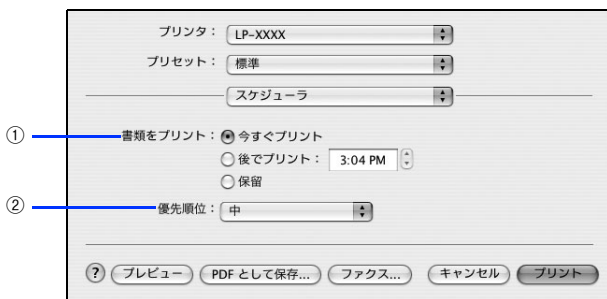 プリンタ： LP-XXXX
プリセット： 標準
スケジューラ
① 書類をプリント： 今すぐプリント
後でプリント： 3:04 PM
保留
② 優先順位： 中
? プレビュー PDF として保存... ファクス... キャンセル プリント